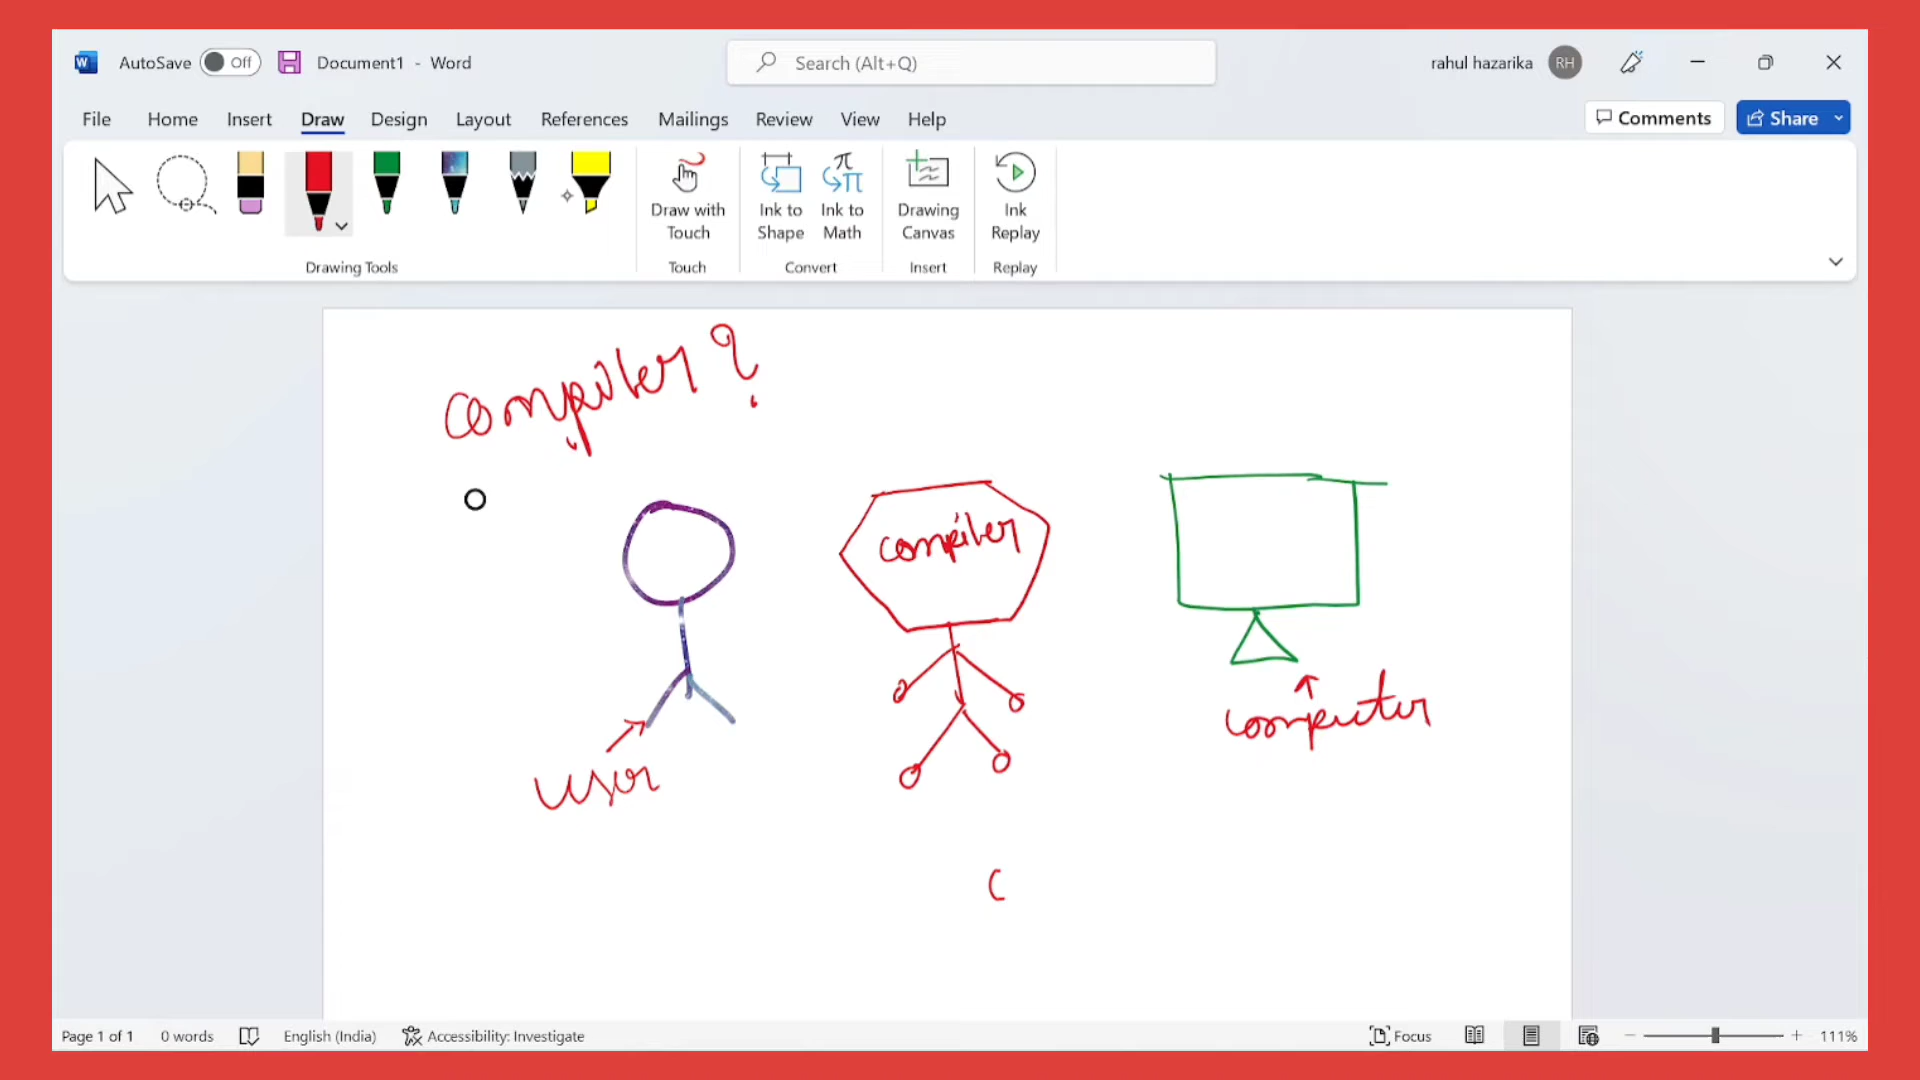 AutoSave Off Document1 - Word Search (Alt+Q) rahul hazarika RH
File Home Insert Draw Design Layout References Mailings Review View Help Comments Share
Draw with Touch
Ink to Shape
Ink to Math
Drawing Canvas
Ink Replay
Drawing Tools Touch Convert Insert Replay
Compiler ?
compiler
computer
user
C
Page 1 of 1 0 words English (India) Accessibility: Investigate Focus 111%